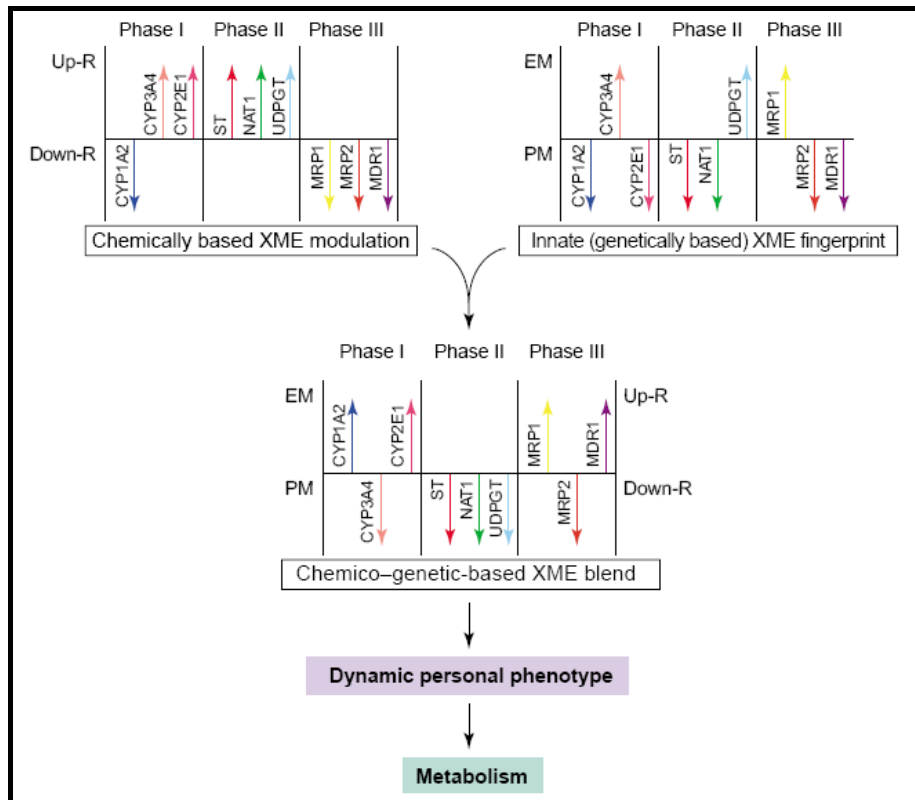 Phase I Phase II Phase III
Up-R
CYP3A4
CYP2E1
ST
NAT1
UDPGT
Down-R
CYP1A2
MRP1
MRP2
MDR1
Chemically based XME modulation
Phase I Phase II Phase III
EM
CYP3A4
UDPGT
MRP1
PM
CYP1A2
CYP2E1
ST
NAT1
MRP2
MDR1
Innate (genetically based) XME fingerprint
Phase I Phase II Phase III
EM
CYP1A2
CYP2E1
MRP1
MDR1
Up-R
PM
CYP3A4
ST
NAT1
UDPGT
MRP2
Down-R
Chemico–genetic-based XME blend
Dynamic personal phenotype
Metabolism